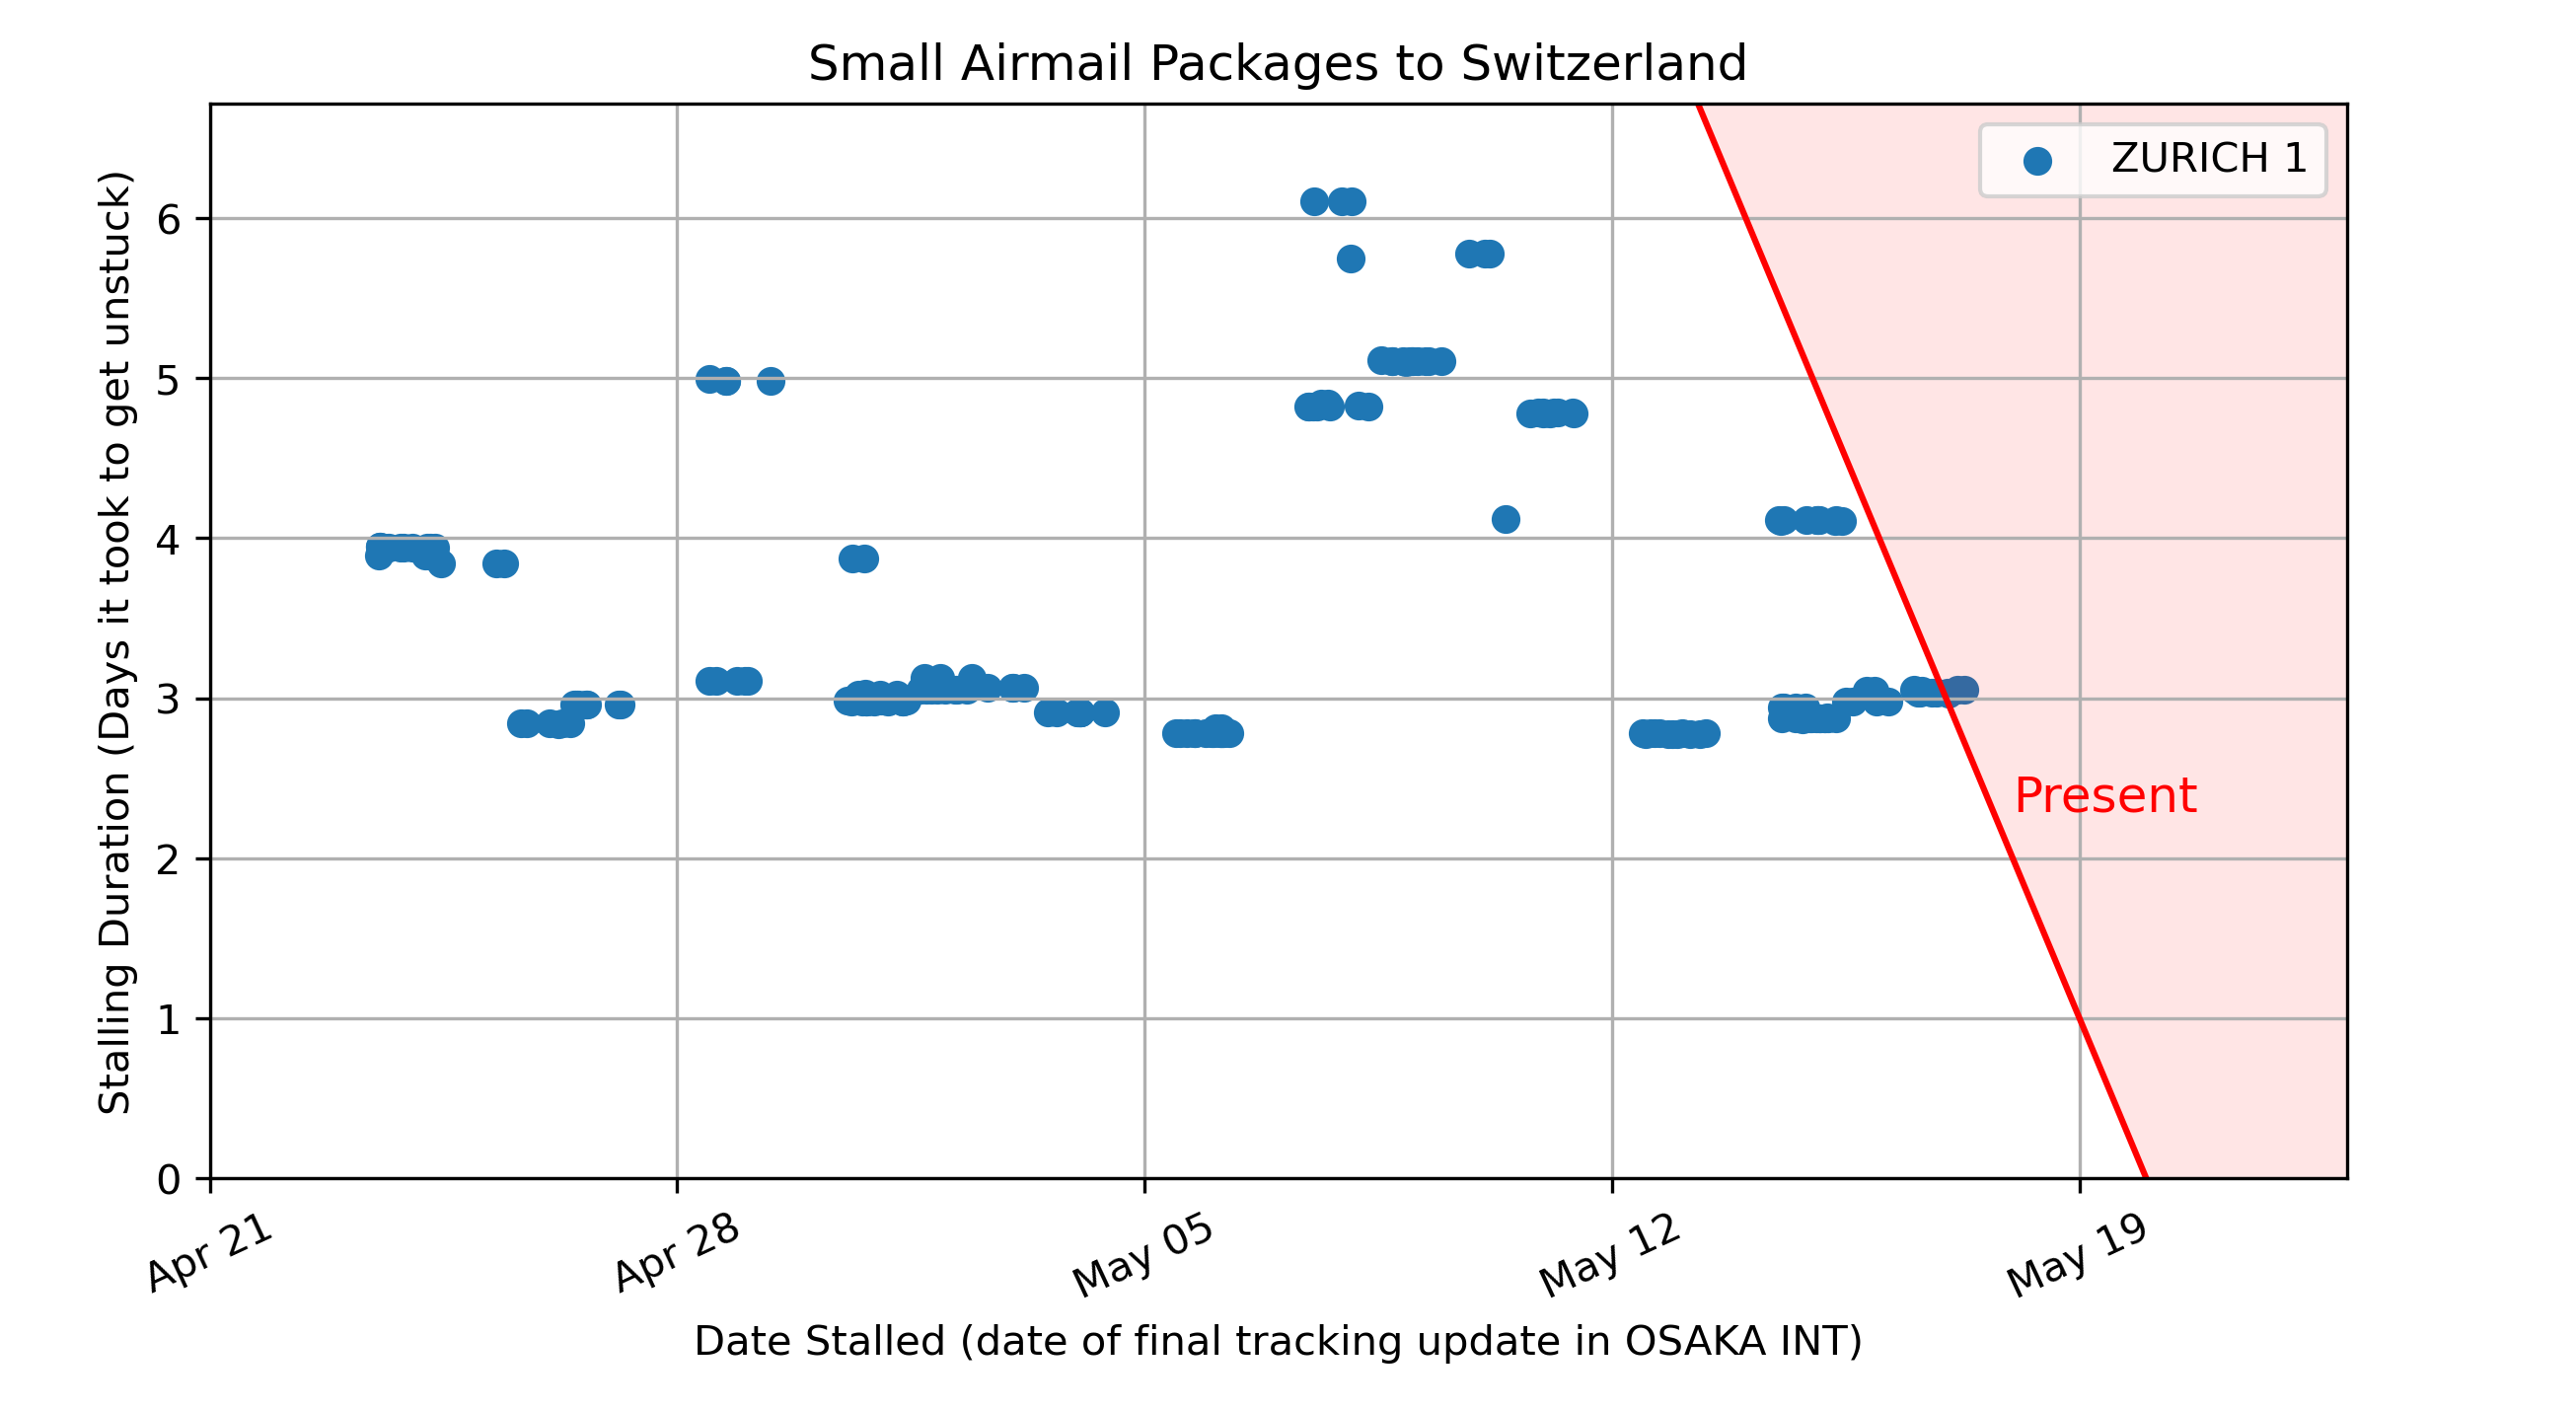 Small Airmail Packages to Switzerland
Stalling Duration (Days it took to get unstuck)
6
5
4
3
2
1
0
ZURICH 1
Present
Apr 21
Apr 28
May 05
May 12
May 19
Date Stalled (date of final tracking update in OSAKA INT)